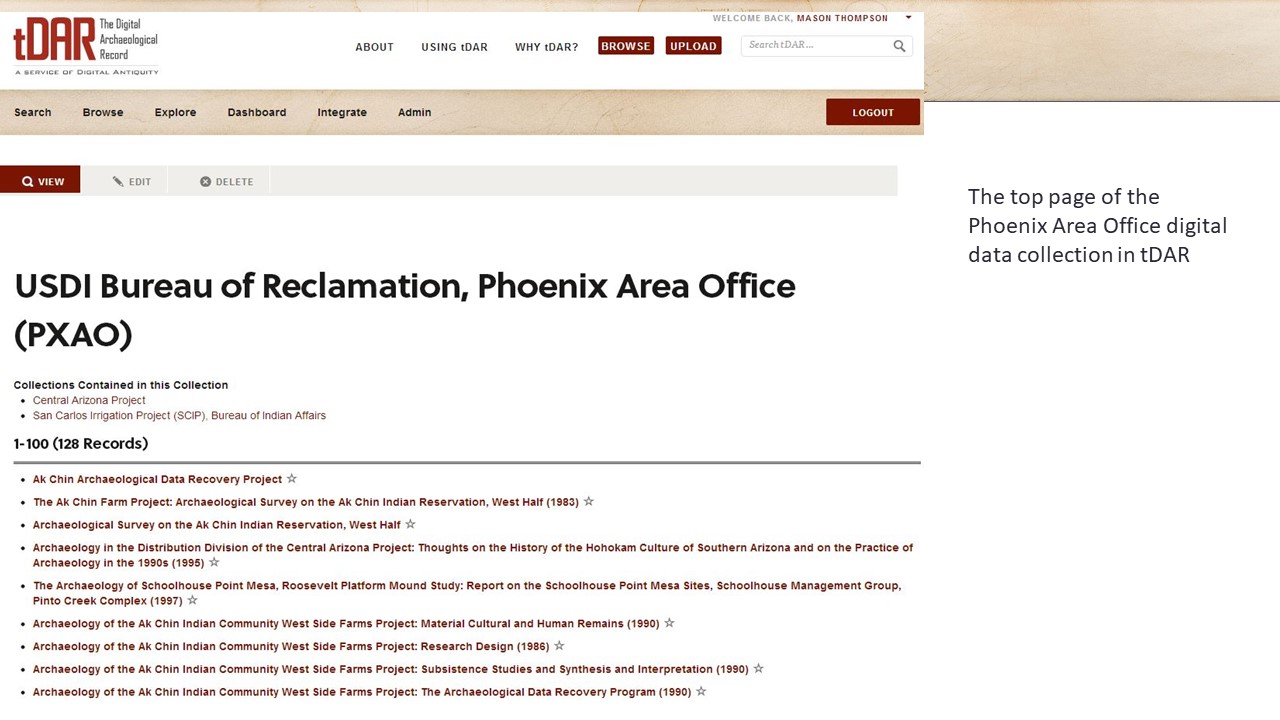 tDAR The Digital Archaeological Record
A SERVICE OF DIGITAL ANTIQUITY
WELCOME BACK, MASON THOMPSON
ABOUT USING tDAR WHY tDAR? BROWSE UPLOAD Search tDAR ...
Search Browse Explore Dashboard Integrate Admin LOGOUT
VIEW EDIT DELETE
The top page of the
Phoenix Area Office digital
data collection in tDAR
USDI Bureau of Reclamation, Phoenix Area Office
(PXAO)
Collections Contained in this Collection
• Central Arizona Project
• San Carlos Irrigation Project (SCIP), Bureau of Indian Affairs
1-100 (128 Records)
• Ak Chin Archaeological Data Recovery Project ☆
• The Ak Chin Farm Project: Archaeological Survey on the Ak Chin Indian Reservation, West Half (1983) ☆
• Archaeological Survey on the Ak Chin Indian Reservation, West Half ☆
• Archaeology in the Distribution Division of the Central Arizona Project: Thoughts on the History of the Hohokam Culture of Southern Arizona and on the Practice of
Archaeology in the 1990s (1995) ☆
• The Archaeology of Schoolhouse Point Mesa, Roosevelt Platform Mound Study: Report on the Schoolhouse Point Mesa Sites, Schoolhouse Management Group,
Pinto Creek Complex (1997) ☆
• Archaeology of the Ak Chin Indian Community West Side Farms Project: Material Cultural and Human Remains (1990) ☆
• Archaeology of the Ak Chin Indian Community West Side Farms Project: Research Design (1986) ☆
• Archaeology of the Ak Chin Indian Community West Side Farms Project: Subsistence Studies and Synthesis and Interpretation (1990) ☆
• Archaeology of the Ak Chin Indian Community West Side Farms Project: The Archaeological Data Recovery Program (1990) ☆